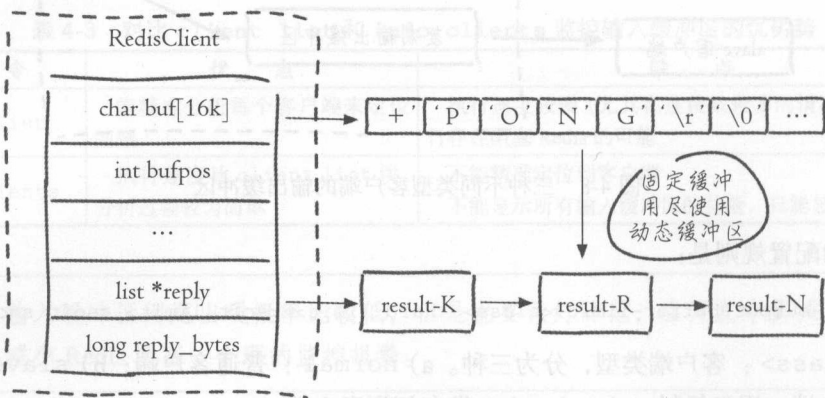 RedisClient
char buf[16k]
int bufpos
...
list *reply
long reply_bytes
+ P O N G \r \0 ...
固定缓冲
用尽使用
动态缓冲区
result-K
result-R
result-N